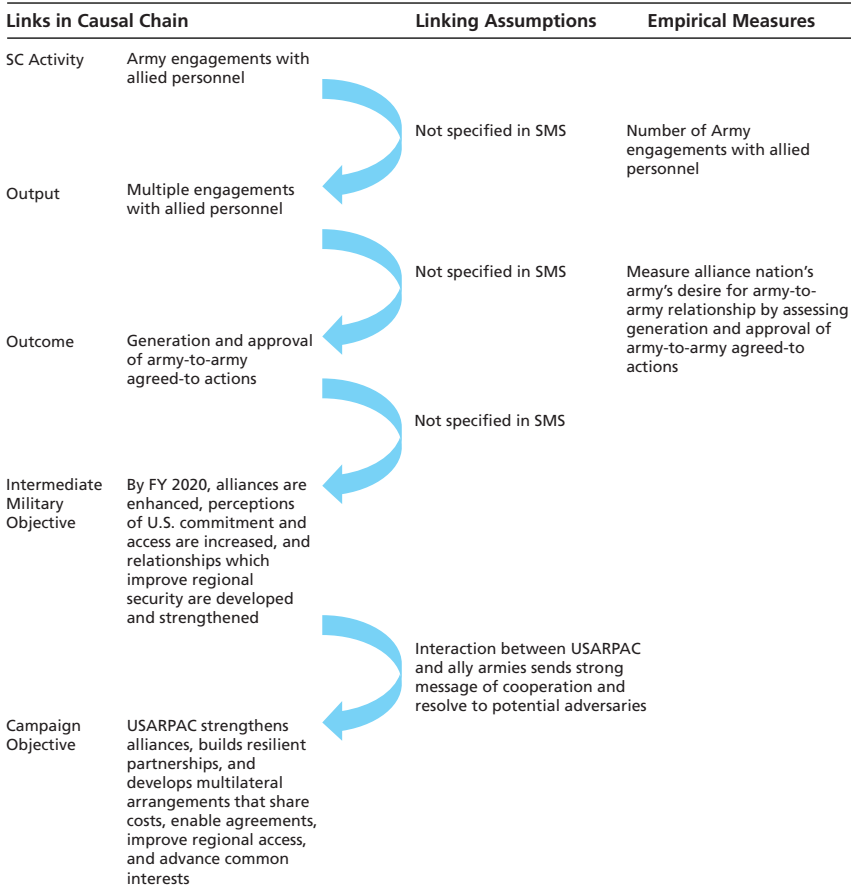 Links in Causal Chain
Linking Assumptions
Empirical Measures
SC Activity
Army engagements with
allied personnel
Not specified in SMS
Number of Army
engagements with allied
personnel
Output
Multiple engagements
with allied personnel
Not specified in SMS
Measure alliance nation's
army's desire for army-to-
army relationship by assessing
generation and approval of
army-to-army agreed-to
actions
Outcome
Generation and approval
of army-to-army
agreed-to actions
Not specified in SMS
Intermediate
Military
Objective
By FY 2020, alliances are
enhanced, perceptions
of U.S. commitment and
access are increased, and
relationships which
improve regional
security are developed
and strengthened
Interaction between USARPAC
and ally armies sends strong
message of cooperation and
resolve to potential adversaries
Campaign
Objective
USARPAC strengthens
alliances, builds resilient
partnerships, and
develops multilateral
arrangements that share
costs, enable agreements,
improve regional access,
and advance common
interests